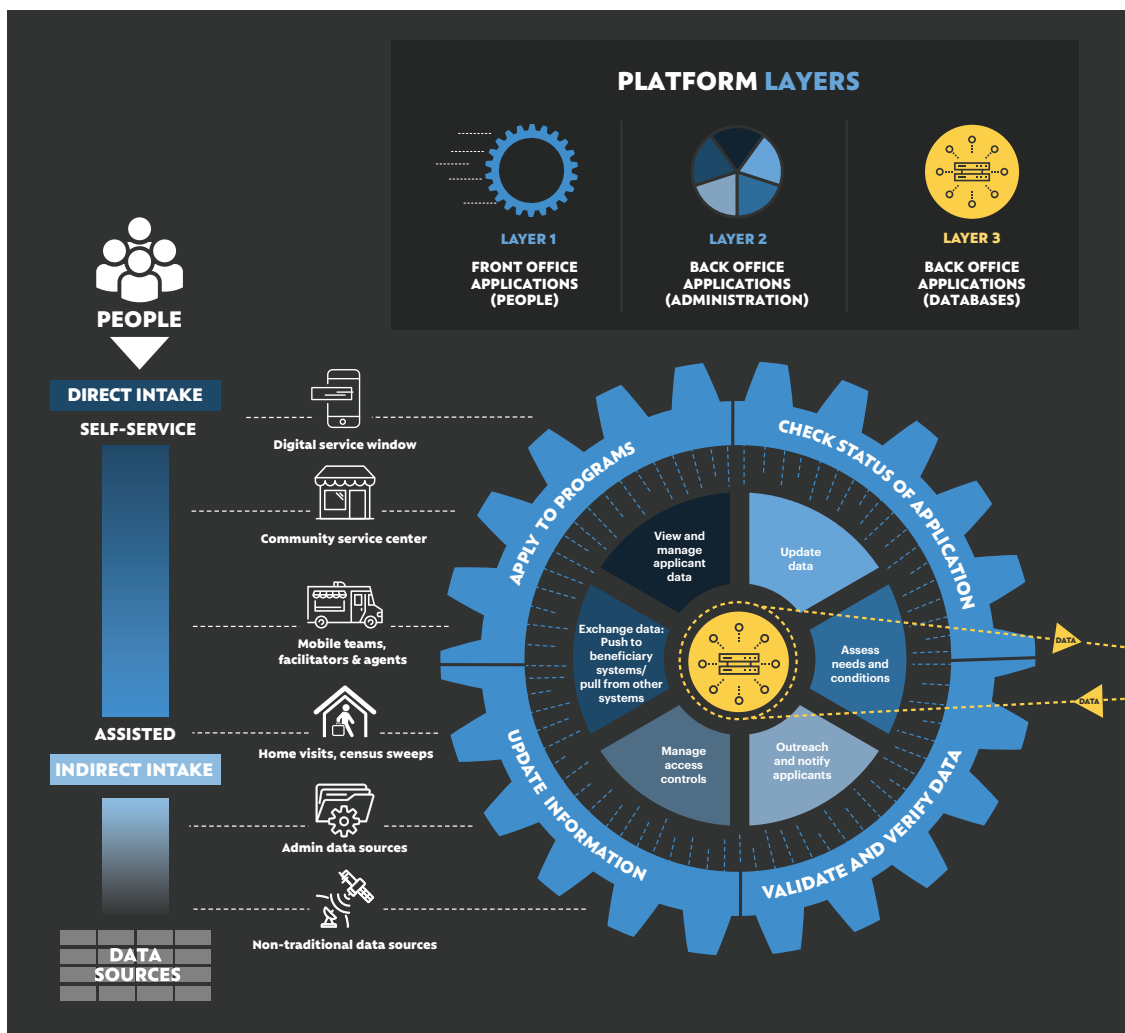 PLATFORM LAYERS
LAYER 1
FRONT OFFICE
APPLICATIONS
(PEOPLE)
LAYER 2
BACK OFFICE
APPLICATIONS
(ADMINISTRATION)
LAYER 3
BACK OFFICE
APPLICATIONS
(DATABASES)
PEOPLE
DIRECT INTAKE
SELF-SERVICE
ASSISTED
INDIRECT INTAKE
DATA
SOURCES
Digital service window
Community service center
Mobile teams,
facilitators & agents
Home visits, census sweeps
Admin data sources
Non-traditional data sources
APPLY TO PROGRAMS
CHECK STATUS OF APPLICATION
UPDATE INFORMATION
VALIDATE AND VERIFY DATA
View and
manage
applicant
data
Update
data
Exchange data:
Push to
beneficiary
systems/
pull from other
systems
Assess
needs and
conditions
Manage
access
controls
Outreach
and notify
applicants
DATA
DATA